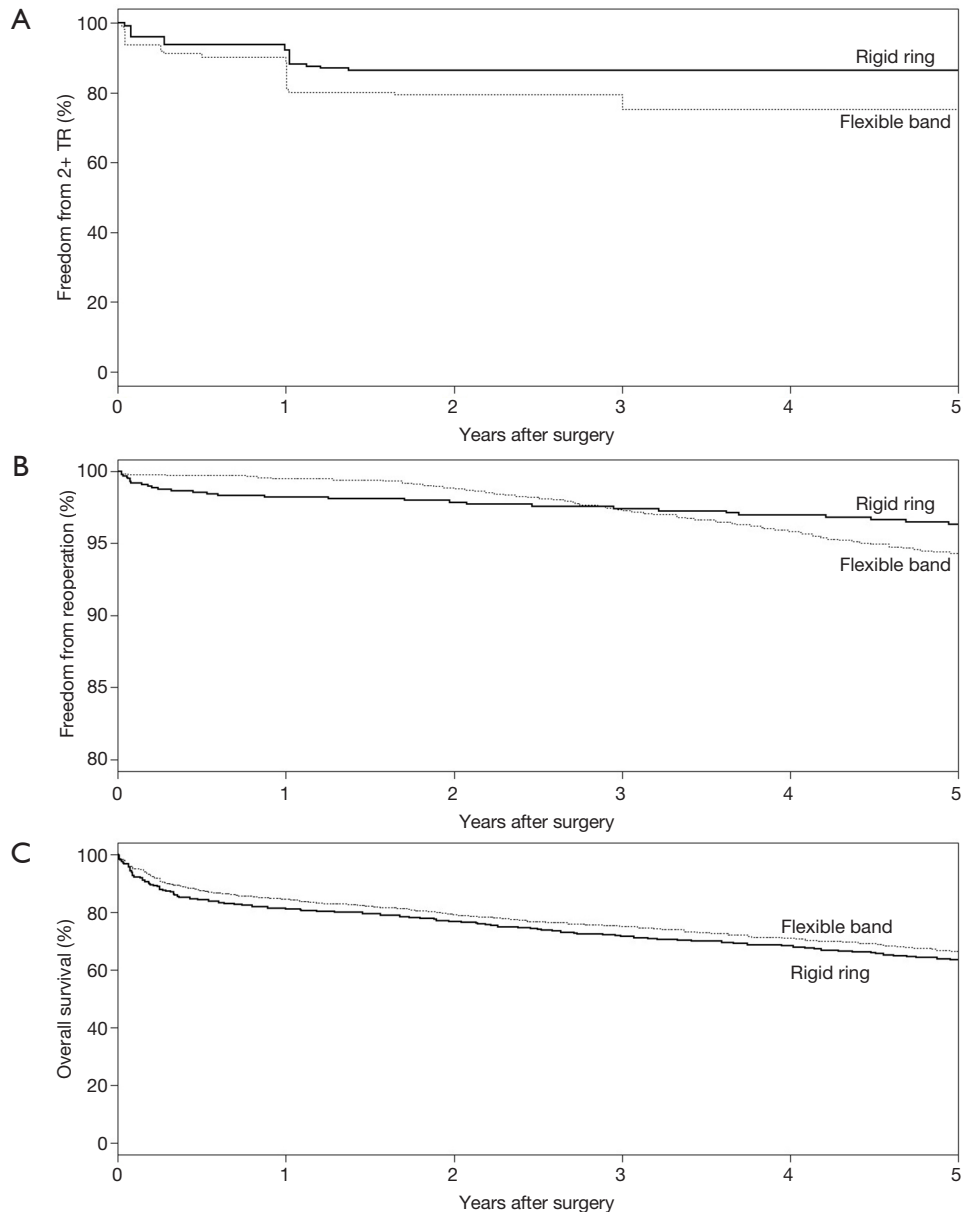 A
Freedom from 2+ TR (%)
100
80
60
40
20
0
Rigid ring
Flexible band
0 1 2 3 4 5
Years after surgery
B
Freedom from reoperation (%)
100
95
90
85
80
Rigid ring
Flexible band
0 1 2 3 4 5
Years after surgery
C
Overall survival (%)
100
80
60
40
20
0
Flexible band
Rigid ring
0 1 2 3 4 5
Years after surgery